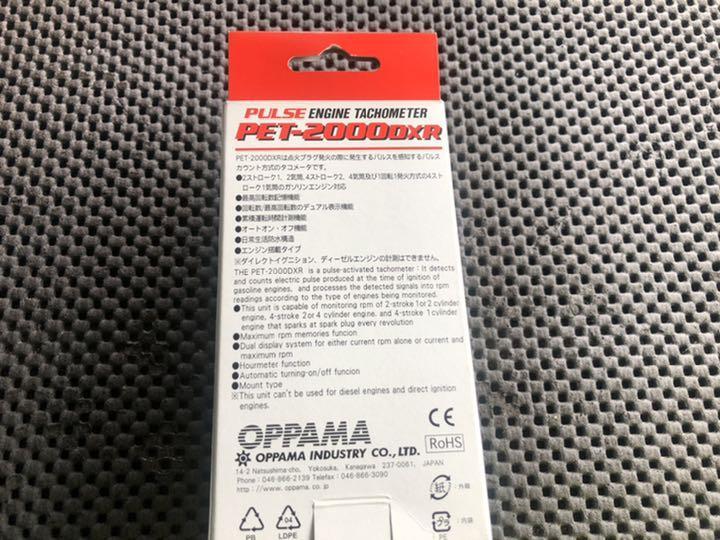 PULSE ENGINE TACHOMETER
PET-2000DXR
PET-2000DXRは点火プラグ発火の際に発生するパルスを感知するパルス
カウント方式のタコメータです。
●2ストローク1、2気筒、4ストローク2、4気筒及び1回転1発火方式の4スト
ローク1気筒のガソリンエンジン対応
●最高回転数記憶機能
●回転数/最高回転数のデュアル表示機能
●累積運転時間計測機能
●オートオン・オフ機能
●日常生活防水構造
●エンジン搭載タイプ
※ダイレクトイグニション、ディーゼルエンジンの計測はできません。
THE PET-2000DXR is a pulse-activated tachometer: It detects
and counts electric pulse produced at the time of ignition of
gasoline engines, and processes the detected signals into rpm
readings according to the type of engines being monitored.
●This unit is capable of monitoring rpm of 2-stroke 1or 2 cylinder
engine, 4-stroke 2or 4 cylinder engine, and 4-stroke 1cylinder
engine that sparks at spark plug every revolution
●Maximum rpm memories funcion
●Dual display system for either current rpm alone or current and
maximum rpm
●Hourmeter function
●Automatic turning-on/off funcion
●Mount type
※This unit can't be used for diesel engines and direct ignition
engines.
CE
OPPAMA
RoHS
OPPAMA INDUSTRY CO.,LTD.
14-2 Natsushima-cho, Yokosuka, Kanagawa 237-0061, JAPAN
Phone : 046-866-2139 Telefax : 046-866-3090
http://www.oppama.co.jp
紙 :外箱
PB
04
LDPE
プラ :内袋
PE